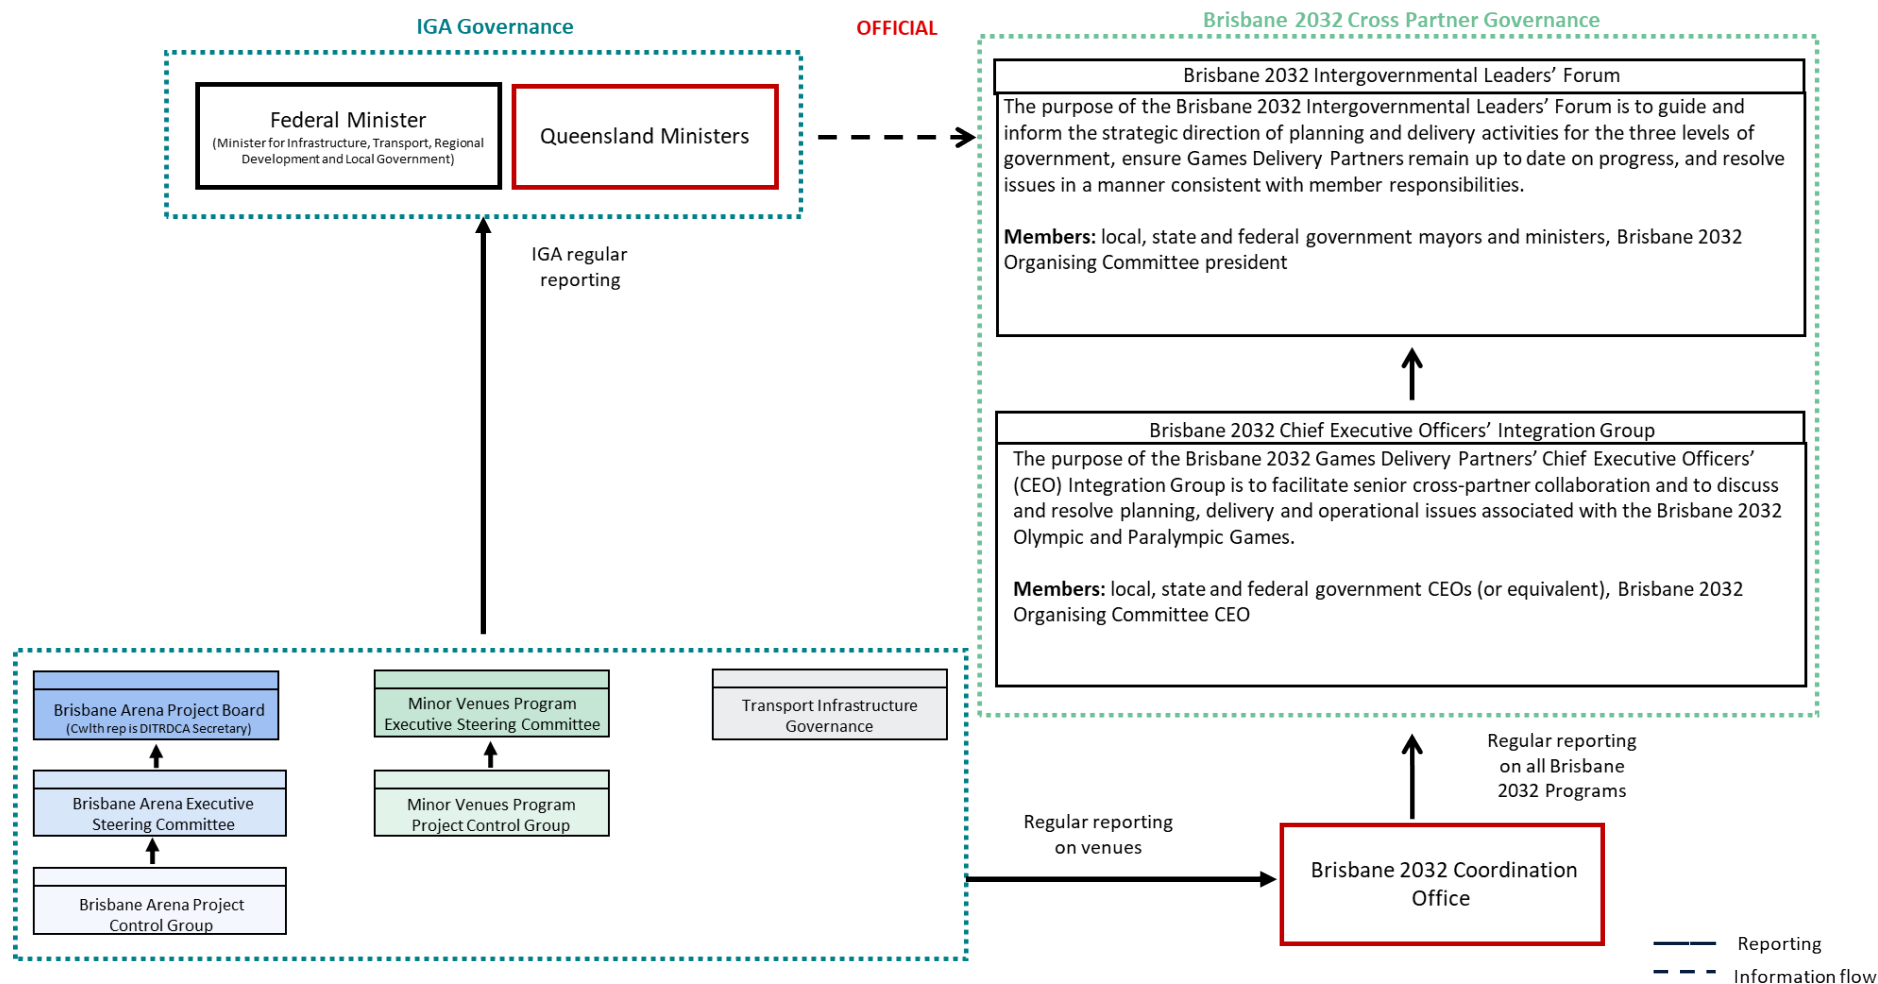 IGA Governance
OFFICIAL
Brisbane 2032 Cross Partner Governance
Federal Minister
(Minister for Infrastructure, Transport, Regional
Development and Local Government)
Queensland Ministers
Brisbane 2032 Intergovernmental Leaders’ Forum
The purpose of the Brisbane 2032 Intergovernmental Leaders’ Forum is to guide and
inform the strategic direction of planning and delivery activities for the three levels of
government, ensure Games Delivery Partners remain up to date on progress, and resolve
issues in a manner consistent with member responsibilities.
Members: local, state and federal government mayors and ministers, Brisbane 2032
Organising Committee president
IGA regular
reporting
Brisbane 2032 Chief Executive Officers’ Integration Group
The purpose of the Brisbane 2032 Games Delivery Partners’ Chief Executive Officers’
(CEO) Integration Group is to facilitate senior cross-partner collaboration and to discuss
and resolve planning, delivery and operational issues associated with the Brisbane 2032
Olympic and Paralympic Games.
Members: local, state and federal government CEOs (or equivalent), Brisbane 2032
Organising Committee CEO
Brisbane Arena Project Board
(Cwlth rep is DITRDCA Secretary)
Brisbane Arena Executive
Steering Committee
Brisbane Arena Project
Control Group
Minor Venues Program
Executive Steering Committee
Minor Venues Program
Project Control Group
Transport Infrastructure
Governance
Regular reporting
on venues
Regular reporting
on all Brisbane
2032 Programs
Brisbane 2032 Coordination
Office
Reporting
Information flow